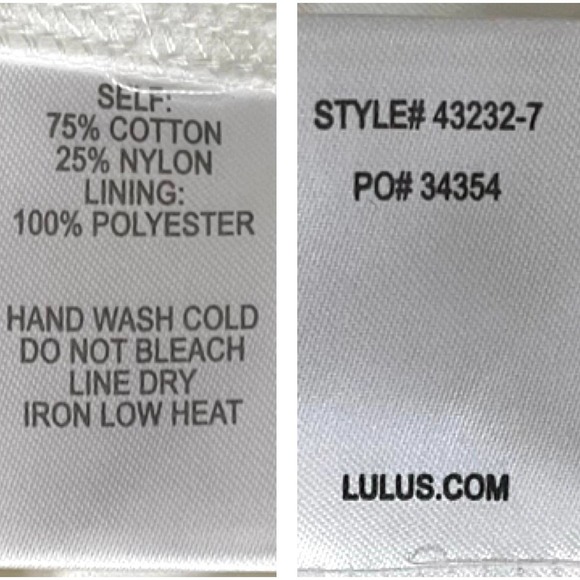 SELF:
75% COTTON
25% NYLON
LINING:
100% POLYESTER
HAND WASH COLD
DO NOT BLEACH
LINE DRY
IRON LOW HEAT
STYLE# 43232-7
PO# 34354
LULUS.COM